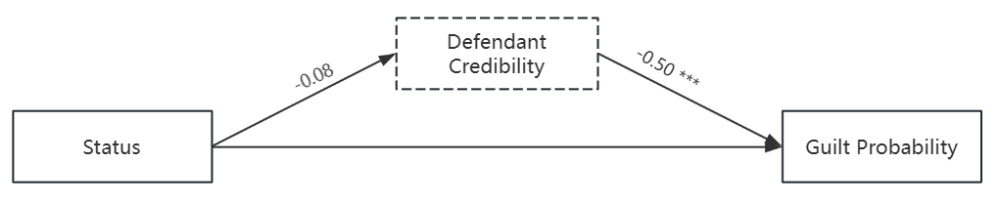 Defendant
Credibility
-0.08
-0.50 ***
Status
Guilt Probability